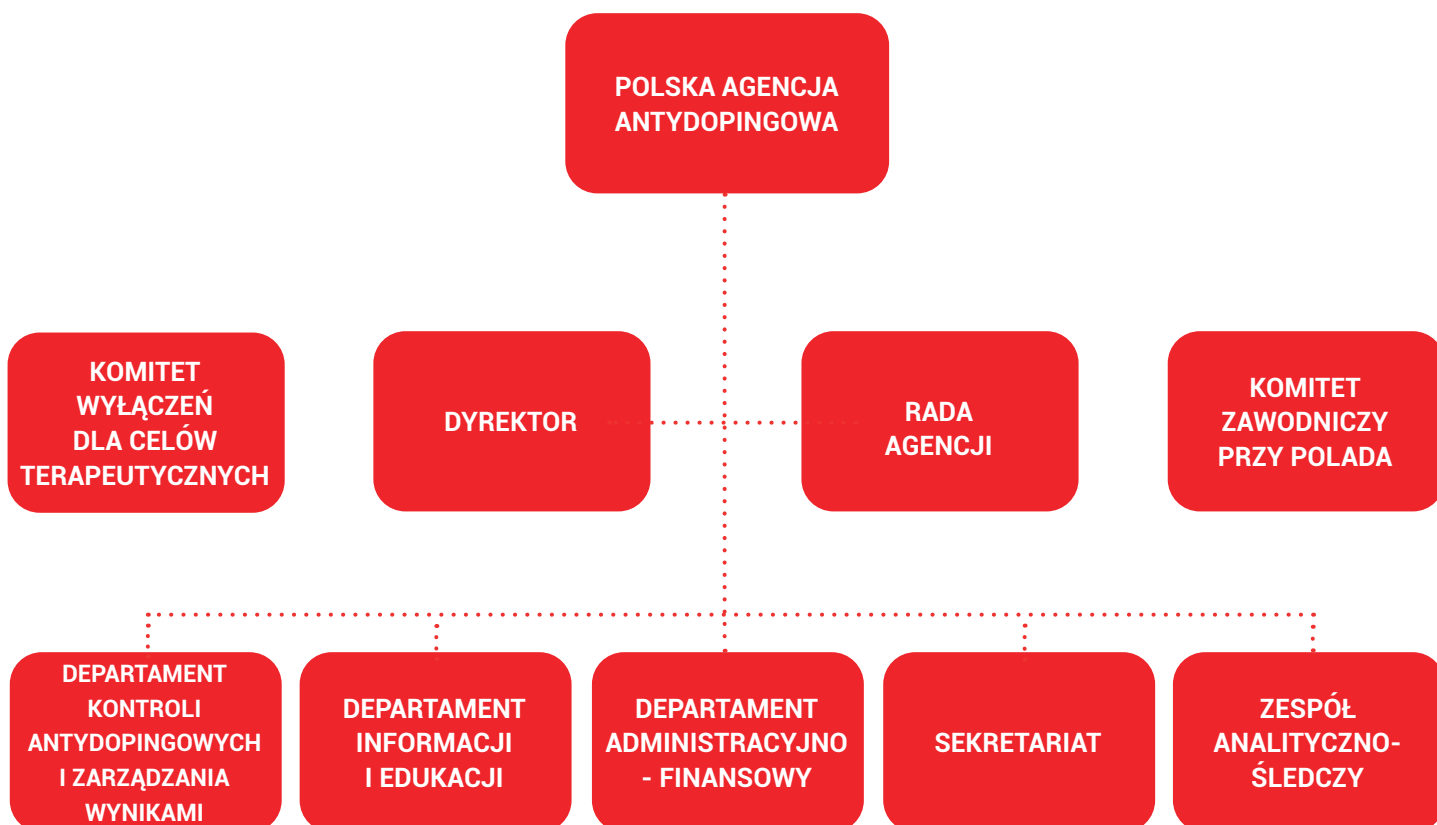 POLSKA AGENCJA
ANTYDOPINGOWA
KOMITET
WYŁĄCZEŃ
DLA CELÓW
TERAPEUTYCZNYCH
DYREKTOR
RADA
AGENCJI
KOMITET
ZAWODNICZY
PRZY POLADA
DEPARTAMENT
KONTROLI
ANTYDOPINGOWYCH
I ZARZĄDZANIA
WYNIKAMI
DEPARTAMENT
INFORMACJI
I EDUKACJI
DEPARTAMENT
ADMINISTRACYJNO
- FINANSOWY
SEKRETARIAT
ZESPÓŁ
ANALITYCZNO-
ŚLEDCZY